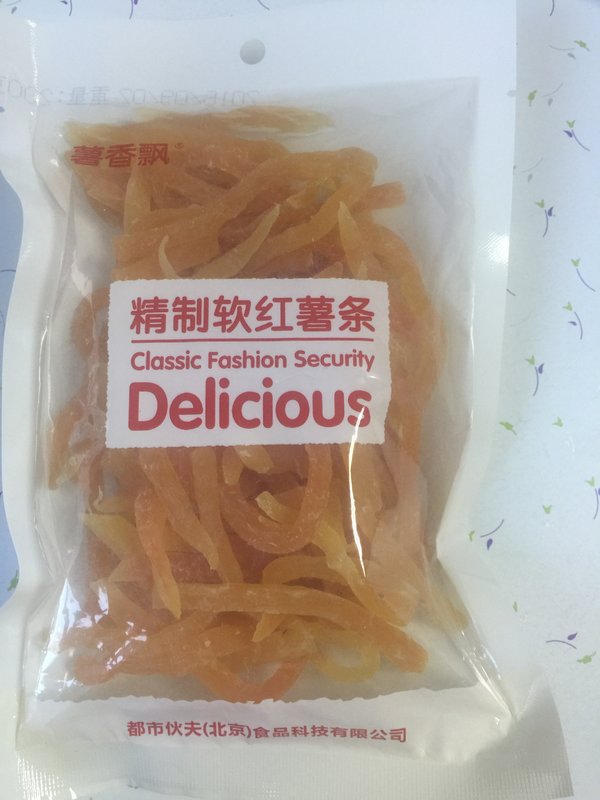 薯香飘®
精制软红薯条
Classic Fashion Security
Delicious
都市伙夫(北京)食品科技有限公司